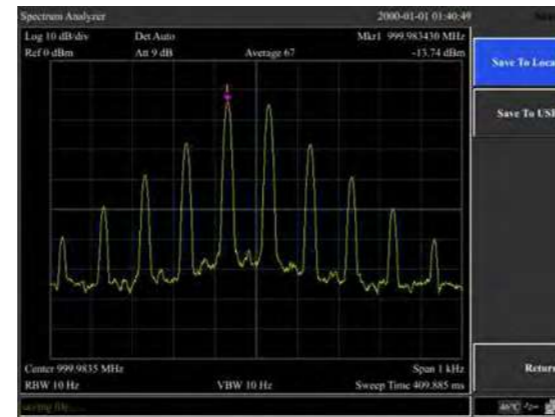 Spectrum Analyzer
2000-01-01 01:40:49
Log 10 dB/div
Det Auto
Mkr1 999.983430 MHz
Ref 0 dBm
Att 9 dB
Average 67
-13.74 dBm
1
Save To Loca
Save To USB
Center 999.9835 MHz
Span 1 kHz
RBW 10 Hz
VBW 10 Hz
Sweep Time 409.885 ms
Return
saving file
46°C